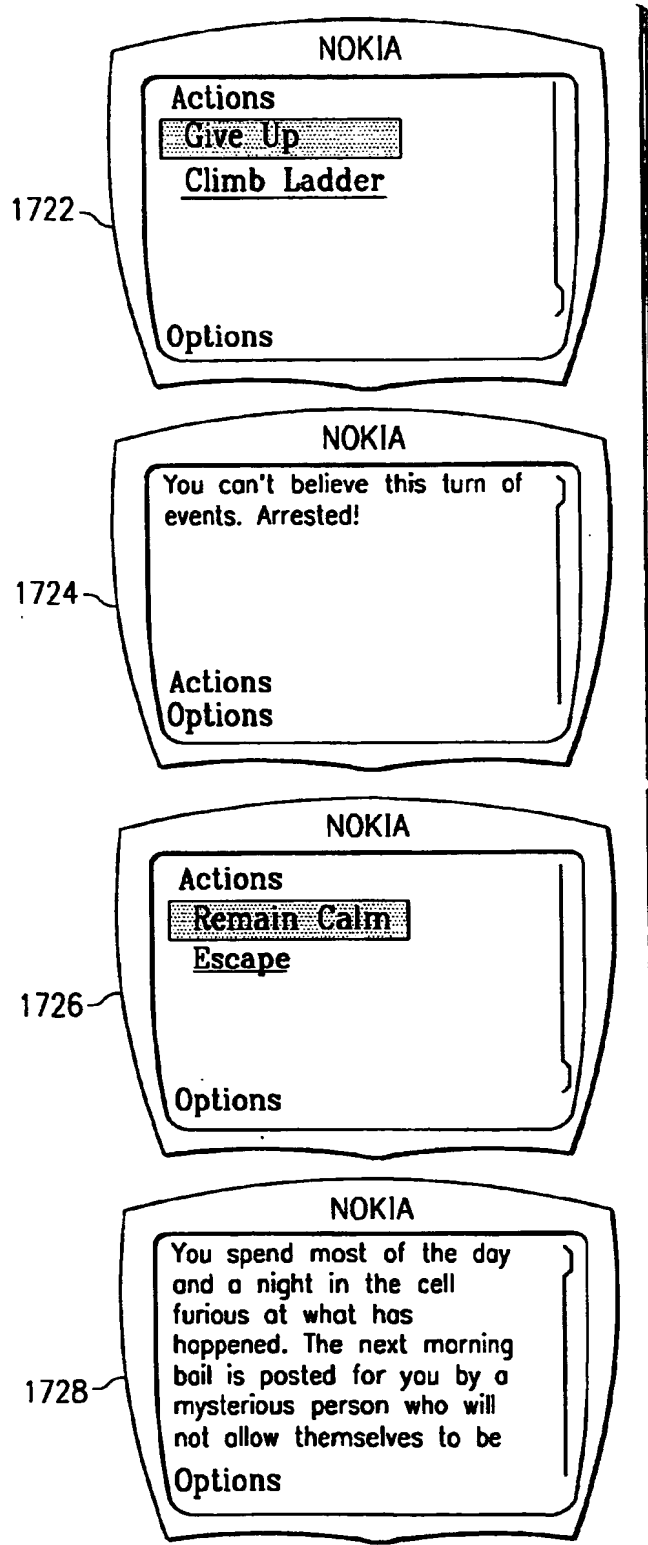 NOKIA
Actions
Give Up
Climb Ladder
1722
Options
NOKIA
You can't believe this turn of
events. Arrested!
1724
Actions
Options
NOKIA
Actions
Remain Calm
Escape
1726
Options
NOKIA
You spend most of the day
and a night in the cell
furious at what has
happened. The next morning
bail is posted for you by a
1728
mysterious person who will
not allow themselves to be
Options